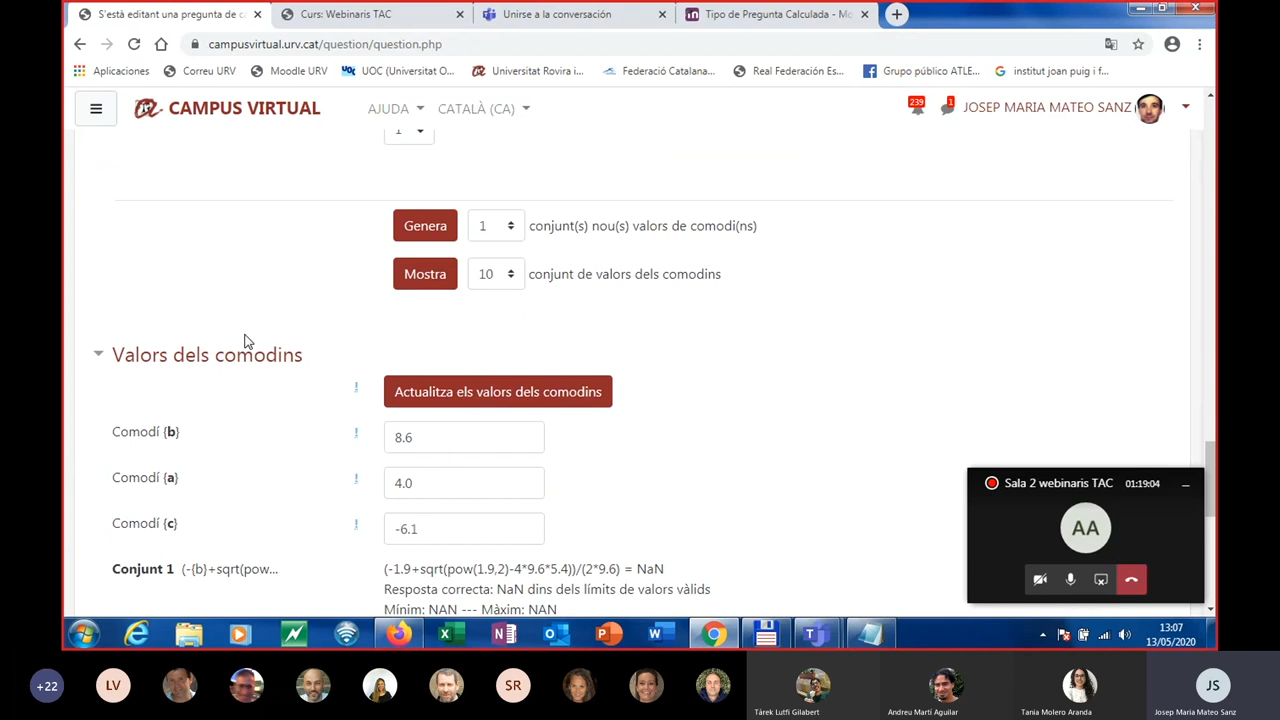 S'està editant una pregunta de c
Curs: Webinaris TAC
Unirse a la conversación
Tipo de Pregunta Calculada - Mo
campusvirtual.urv.cat/question/question.php
Aplicaciones
Correu URV
Moodle URV
UOC (Universitat O...
Universitat Rovira i...
Federació Catalana...
Real Federación Es...
Grupo público ATLE...
institut joan puig i f...
CAMPUS VIRTUAL
AJUDA
CATALÀ (CA)
239
1
JOSEP MARIA MATEO SANZ
1
Genera 1 conjunt(s) nou(s) valors de comodi(ns)
Mostra 10 conjunt de valors dels comodins
Valors dels comodins
! Actualitza els valors dels comodins
Comodí {b} ! 8.6
Comodí {a} ! 4.0
Comodí {c} ! -6.1
Conjunt 1 (-{b}+sqrt(pow... (-1.9+sqrt(pow(1.9,2)-4*9.6*5.4))/(2*9.6) = NaN
Resposta correcta: NaN dins del límits de valors vàlids
Mínim: NAN --- Màxim: NAN
Sala 2 webinaris TAC 01:19:04
AA
13:07
13/05/2020
+22
LV
SR
JS
Tàrek Lutfi Gilabert
Andreu Martí Aguilar
Tania Molero Aranda
Josep Maria Mateo Sanz